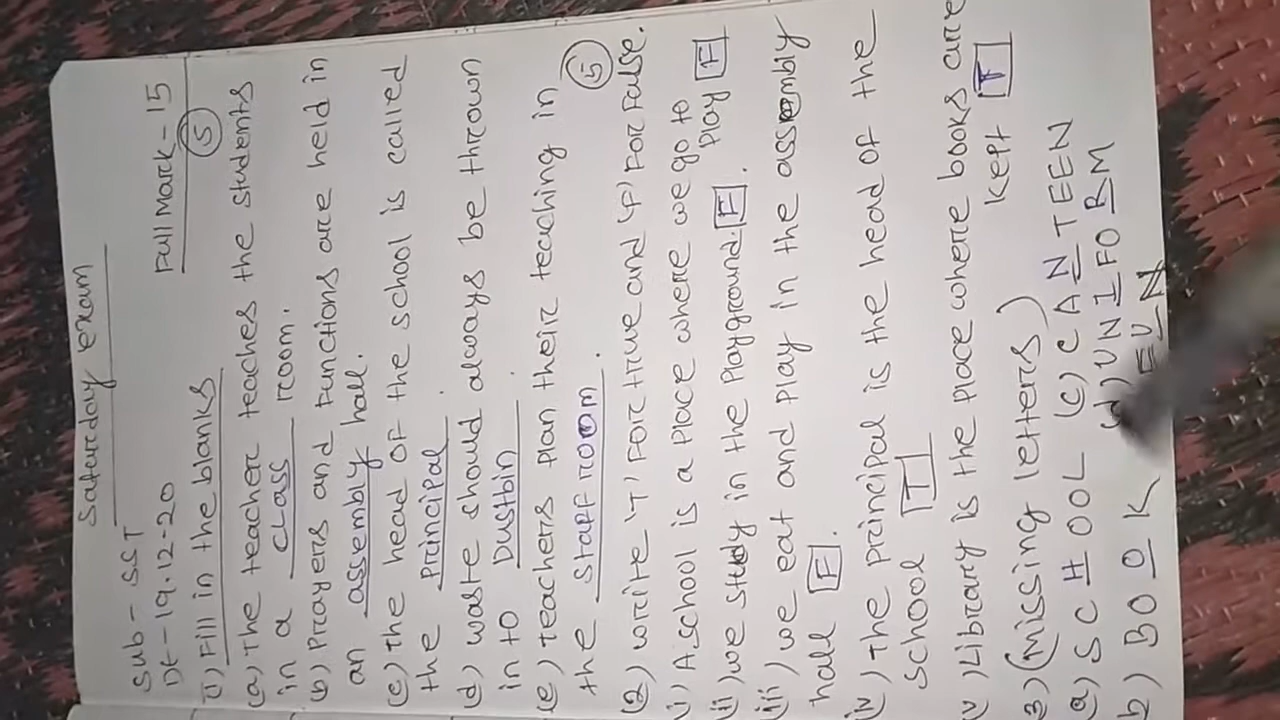 Saturday exam
Sub - SST
Dt - 19.12-20 Full Mark - 15
1) Fill in the blanks (5)
(a) The teacher teaches the students
in a class room.
(b) Prayers and functions are held in
an assembly hall.
(c) The head of the school is called
the Principal.
(d) waste should always be thrown
in to Dustbin.
(e) teachers plan their teaching in
the staff room. (5)
(2) write 'T' For true and 'F' For False.
i) A school is a place where we go to
play F
(ii) we study in the playground. F.
(iii) we eat and play in the assembly
hall F.
(iv) The principal is the head of the
school T
(v) Library is the place where books are
kept T
3) (Missing letters)
a) SCHOOL (c) CANTEEN
b) BOOK (d) UNIFORM